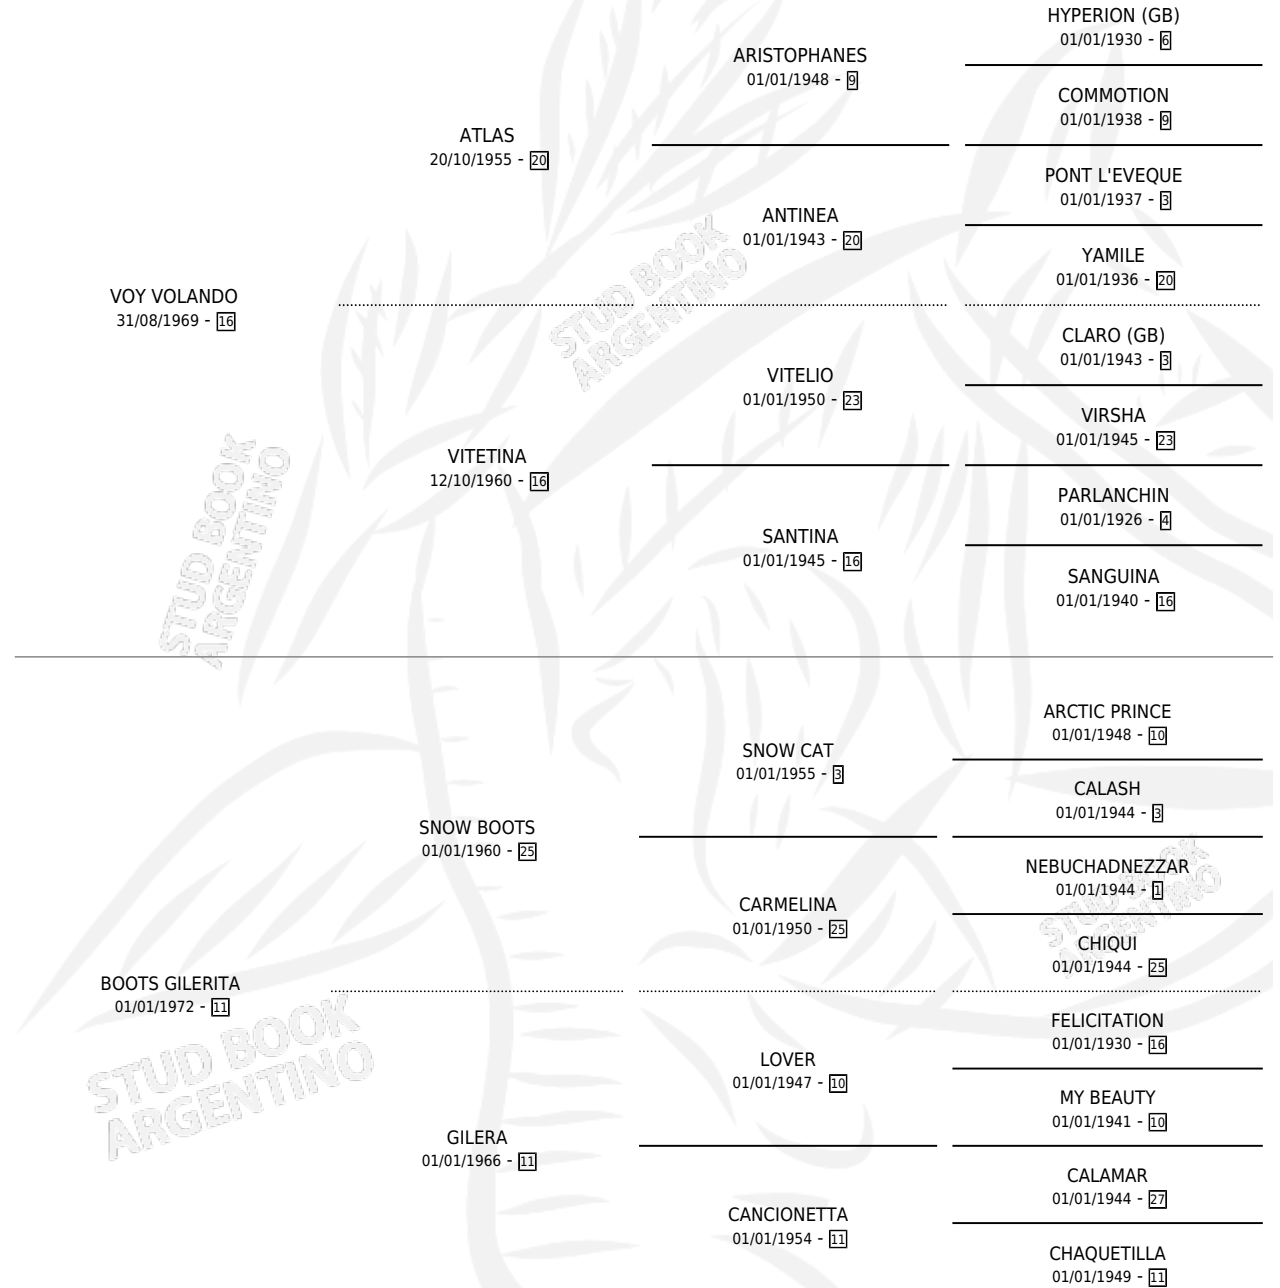 HYPERION (GB)
01/01/1930 - 6
ARISTOPHANES
01/01/1948 - 9
COMMOTION
01/01/1938 - 9
ATLAS
20/10/1955 - 20
PONT L'EVEQUE
01/01/1937 - 3
ANTINEA
01/01/1943 - 20
YAMILE
01/01/1936 - 20
VOY VOLANDO
31/08/1969 - 16
CLARO (GB)
01/01/1943 - 3
VITELIO
01/01/1950 - 23
VIRSHA
01/01/1945 - 23
VITETINA
12/10/1960 - 16
PARLANCHIN
01/01/1926 - 4
SANTINA
01/01/1945 - 16
SANGUINA
01/01/1940 - 16
ARCTIC PRINCE
01/01/1948 - 10
SNOW CAT
01/01/1955 - 3
CALASH
01/01/1944 - 3
SNOW BOOTS
01/01/1960 - 25
NEBUCHADNEZZAR
01/01/1944 - 1
CARMELINA
01/01/1950 - 25
CHIQUI
01/01/1944 - 25
BOOTS GILERITA
01/01/1972 - 11
FELICITATION
01/01/1930 - 16
LOVER
01/01/1947 - 10
MY BEAUTY
01/01/1941 - 10
GILERA
01/01/1966 - 11
CALAMAR
01/01/1944 - 27
CANCIONETTA
01/01/1954 - 11
CHAQUETILLA
01/01/1949 - 11
STUD BOOK
ARGENTINO
STUD BOOK
ARGENTINO
STUD BOOK
ARGENTINO
STUD BOOK
ARGENTINO